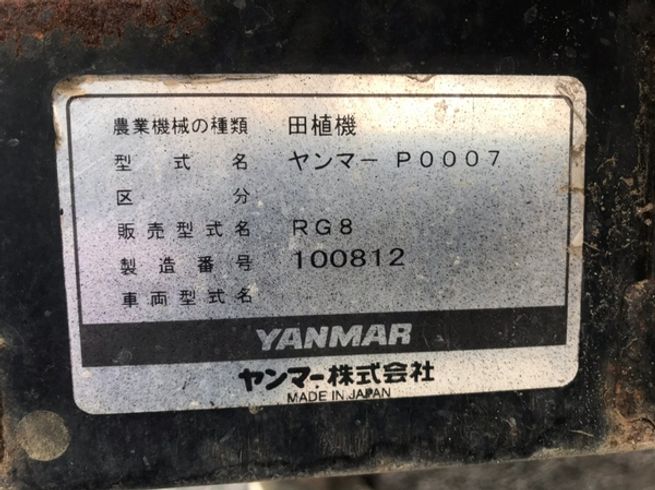 農業機械の種類 田植機
型式名 ヤンマー P0007
区分
販売型式名 RG8
製造番号 100812
車両型式名
YANMAR
ヤンマー株式会社
MADE IN JAPAN